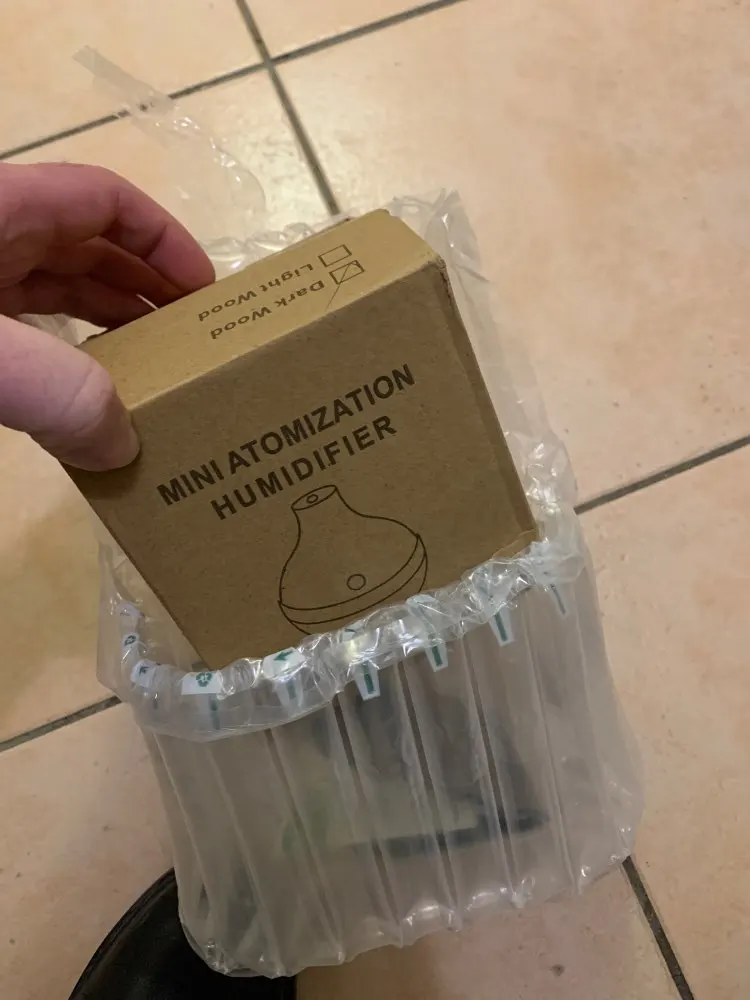 Light Wood
Dark Wood
MINI ATOMIZATION
HUMIDIFIER